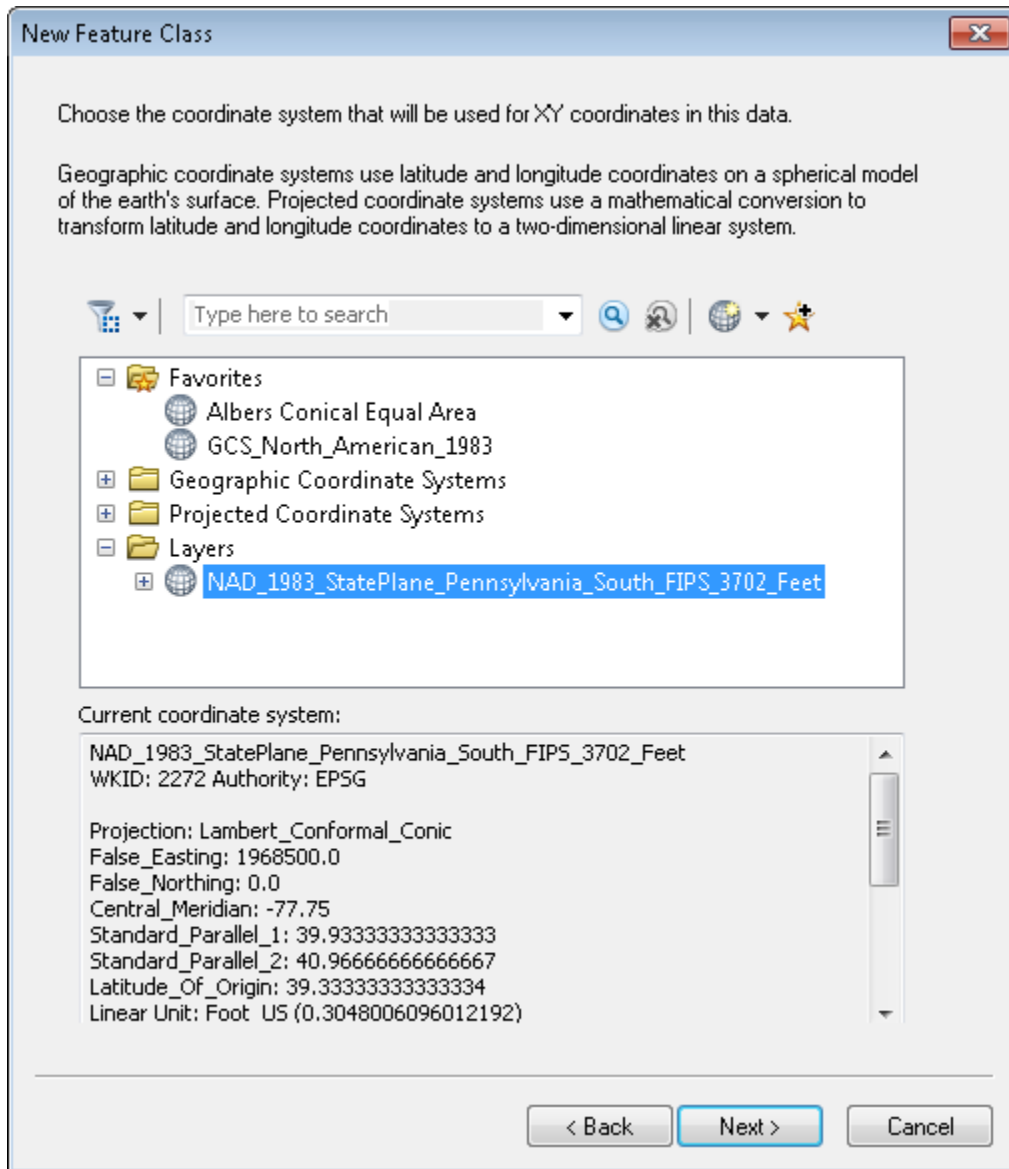 New Feature Class
Choose the coordinate system that will be used for XY coordinates in this data.
Geographic coordinate systems use latitude and longitude coordinates on a spherical model
of the earth's surface. Projected coordinate systems use a mathematical conversion to
transform latitude and longitude coordinates to a two-dimensional linear system.
Type here to search
Favorites
Albers Conical Equal Area
GCS_North_American_1983
Geographic Coordinate Systems
Projected Coordinate Systems
Layers
NAD_1983_StatePlane_Pennsylvania_South_FIPS_3702_Feet
Current coordinate system:
NAD_1983_StatePlane_Pennsylvania_South_FIPS_3702_Feet
WKID: 2272 Authority: EPSG
Projection: Lambert_Conformal_Conic
False_Easting: 1968500.0
False_Northing: 0.0
Central_Meridian: -77.75
Standard_Parallel_1: 39.93333333333333
Standard_Parallel_2: 40.96666666666667
Latitude_Of_Origin: 39.33333333333334
Linear Unit: Foot_US (0.3048006096012192)
< Back
Next >
Cancel